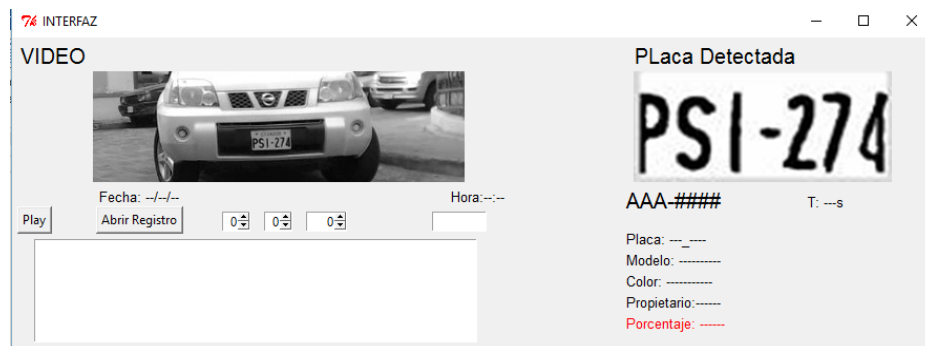 INTERFAZ
VIDEO
PLaca Detectada
ECUADOR
PSI-274
PSI-274
Fecha: --/--/--
Hora:--:--
AAA-####
T: ---s
Play
Abrir Registro
0
0
0
Placa: ---_----
Modelo: ----------
Color: -----------
Propietario:------
Porcentaje: ------